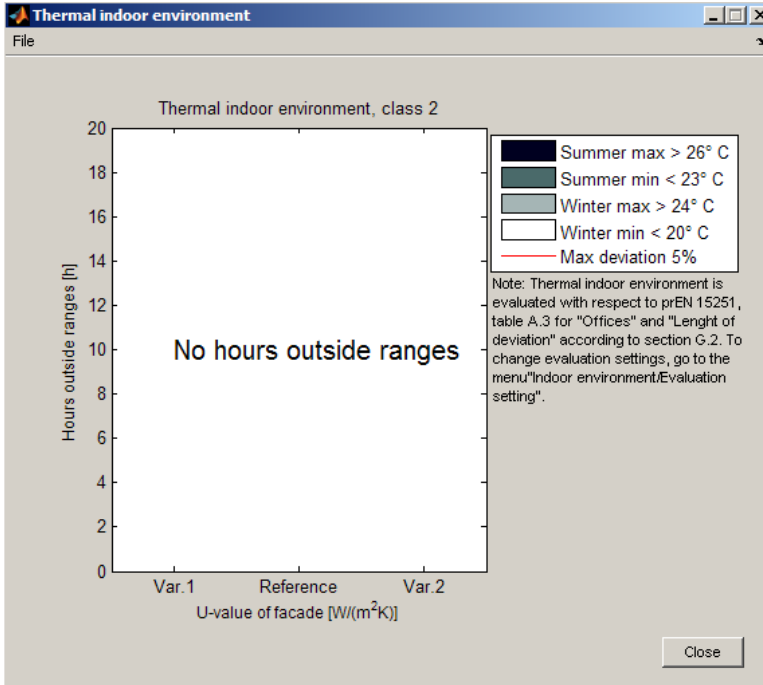 Thermal indoor environment
File
Thermal indoor environment, class 2
20
18
16
14
12
10
8
6
4
2
0
Hours outside ranges [h]
No hours outside ranges
Var.1 Reference Var.2
U-value of facade [W/(m²K)]
Summer max > 26° C
Summer min < 23° C
Winter max > 24° C
Winter min < 20° C
Max deviation 5%
Note: Thermal indoor environment is
evaluated with respect to prEN 15251,
table A.3 for "Offices" and "Lenght of
deviation" according to section G.2. To
change evaluation settings, go to the
menu"Indoor environment/Evaluation
setting".
Close